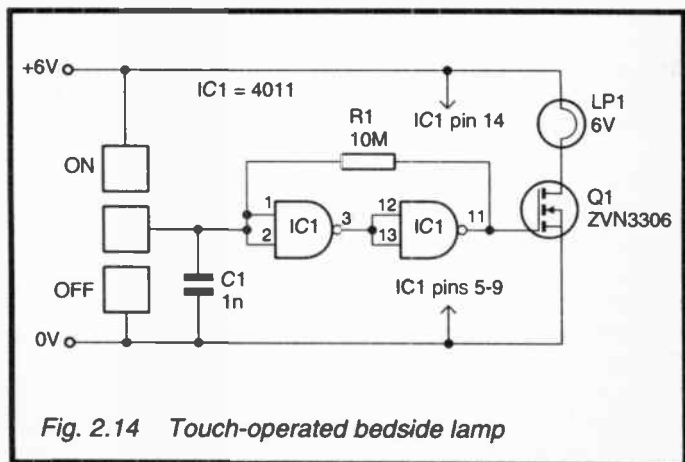 +6V
IC1 = 4011
R1
10M
IC1 pin 14
LP1
6V
ON
1
2
IC1
3
12
13
IC1
11
Q1
ZVN3306
OFF
C1
1n
IC1 pins 5-9
0V
Fig. 2.14 Touch-operated bedside lamp